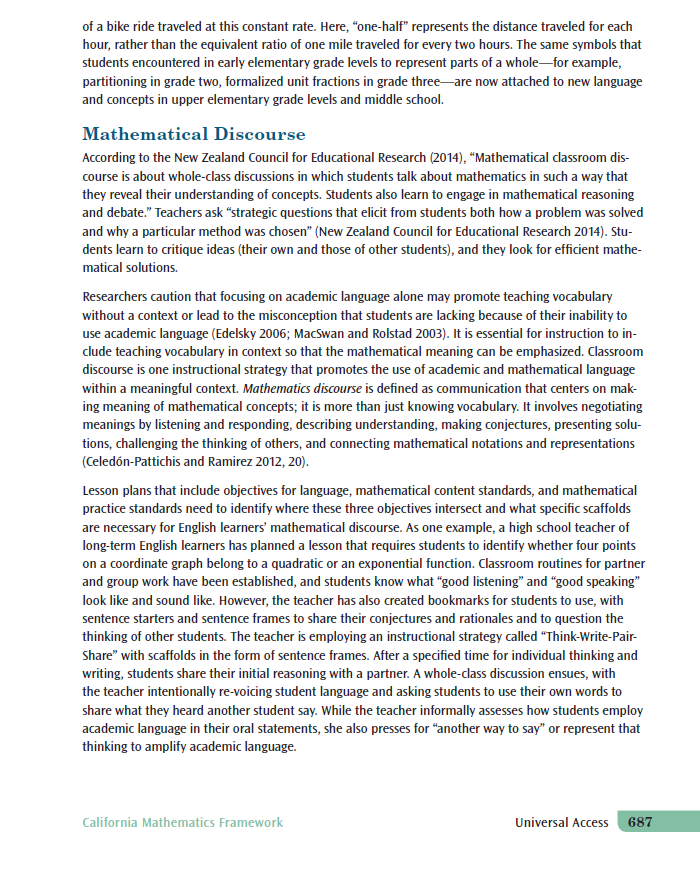 of a bike ride traveled at this constant rate. Here, “one-half” represents the distance traveled for each
hour, rather than the equivalent ratio of one mile traveled for every two hours. The same symbols that
students encountered in early elementary grade levels to represent parts of a whole—for example,
partitioning in grade two, formalized unit fractions in grade three—are now attached to new language
and concepts in upper elementary grade levels and middle school.
Mathematical Discourse
According to the New Zealand Council for Educational Research (2014), “Mathematical classroom dis-
course is about whole-class discussions in which students talk about mathematics in such a way that
they reveal their understanding of concepts. Students also learn to engage in mathematical reasoning
and debate.” Teachers ask “strategic questions that elicit from students both how a problem was solved
and why a particular method was chosen” (New Zealand Council for Educational Research 2014). Stu-
dents learn to critique ideas (their own and those of other students), and they look for efficient mathe-
matical solutions.
Researchers caution that focusing on academic language alone may promote teaching vocabulary
without a context or lead to the misconception that students are lacking because of their inability to
use academic language (Edelsky 2006; MacSwan and Rolstad 2003). It is essential for instruction to in-
clude teaching vocabulary in context so that the mathematical meaning can be emphasized. Classroom
discourse is one instructional strategy that promotes the use of academic and mathematical language
within a meaningful context. Mathematics discourse is defined as communication that centers on mak-
ing meaning of mathematical concepts; it is more than just knowing vocabulary. It involves negotiating
meanings by listening and responding, describing understanding, making conjectures, presenting solu-
tions, challenging the thinking of others, and connecting mathematical notations and representations
(Celedón-Pattichis and Ramirez 2012, 20).
Lesson plans that include objectives for language, mathematical content standards, and mathematical
practice standards need to identify where these three objectives intersect and what specific scaffolds
are necessary for English learners’ mathematical discourse. As one example, a high school teacher of
long-term English learners has planned a lesson that requires students to identify whether four points
on a coordinate graph belong to a quadratic or an exponential function. Classroom routines for partner
and group work have been established, and students know what “good listening” and “good speaking”
look like and sound like. However, the teacher has also created bookmarks for students to use, with
sentence starters and sentence frames to share their conjectures and rationales and to question the
thinking of other students. The teacher is employing an instructional strategy called “Think-Write-Pair-
Share” with scaffolds in the form of sentence frames. After a specified time for individual thinking and
writing, students share their initial reasoning with a partner. A whole-class discussion ensues, with
the teacher intentionally re-voicing student language and asking students to use their own words to
share what they heard another student say. While the teacher informally assesses how students employ
academic language in their oral statements, she also presses for “another way to say” or represent that
thinking to amplify academic language.
California Mathematics Framework Universal Access 687